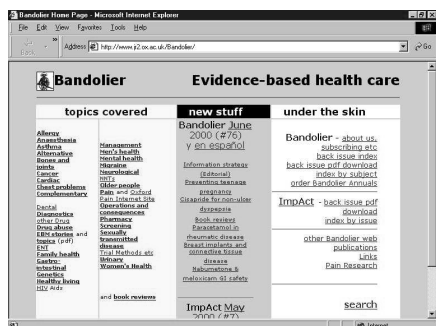 Bandolier Home Page - Microsoft Internet Explorer
File Edit View Favorites Tools Help
Back
Address http://www.jr2.ox.ac.uk/Bandolier/
Go
Bandolier
Evidence-based health care
topics covered
Allergy
Anaesthesia
Asthma
Alternative
Bones and
joints
Cancer
Cardiac
Chest problems
Complementary
Dental
Diagnostics
other Drug
Drug abuse
EBM stories and
topics (pdf)
ENT
Family health
Gastro-
intestinal
Genetics
Healthy living
HIV Aids
Management
Men's health
Mental health
Migraine
Neurological
NNTs
Older people
Pain and Oxford
Pain Internet Site
Operations and
consequences
Pharmacy
Screening
Sexually
transmitted
disease
Trial Methods etc
Urinary
Women's Health
and book reviews
new stuff
Bandolier June
2000 (#76)
y en español
Information strategy
(Editorial)
Preventing teenage
pregnancy
Cisapride for non-ulcer
dyspepsia
Book reviews
Paracetamol in
rheumatic disease
Breast implants and
connective tissue
disease
Nabumetone &
meloxicam GI safety
ImpAct May
2000 (#7)
under the skin
Bandolier - about us,
subscribing etc
back issue index
back issue pdf download
index by subject
order Bandolier Annuals
ImpAct - back issue pdf
download
index by issue
other Bandolier web
publications
Links
Pain Research
search
Internet